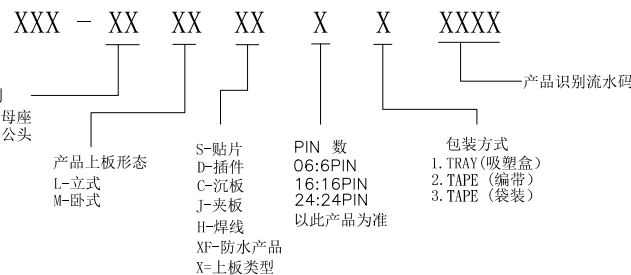 XXX - XX XX XX X X XXXX
产品识别流水码
母座
公头
产品上板形态
L-立式
M-卧式
S-贴片
D-插件
C-沉板
J-夹板
H-焊线
XF-防水产品
X=上板类型
PIN 数
06:6PIN
16:16PIN
24:24PIN
以此产品为准
包装方式
1.TRAY(吸塑盒)
2.TAPE (编带)
3.TAPE (袋装)